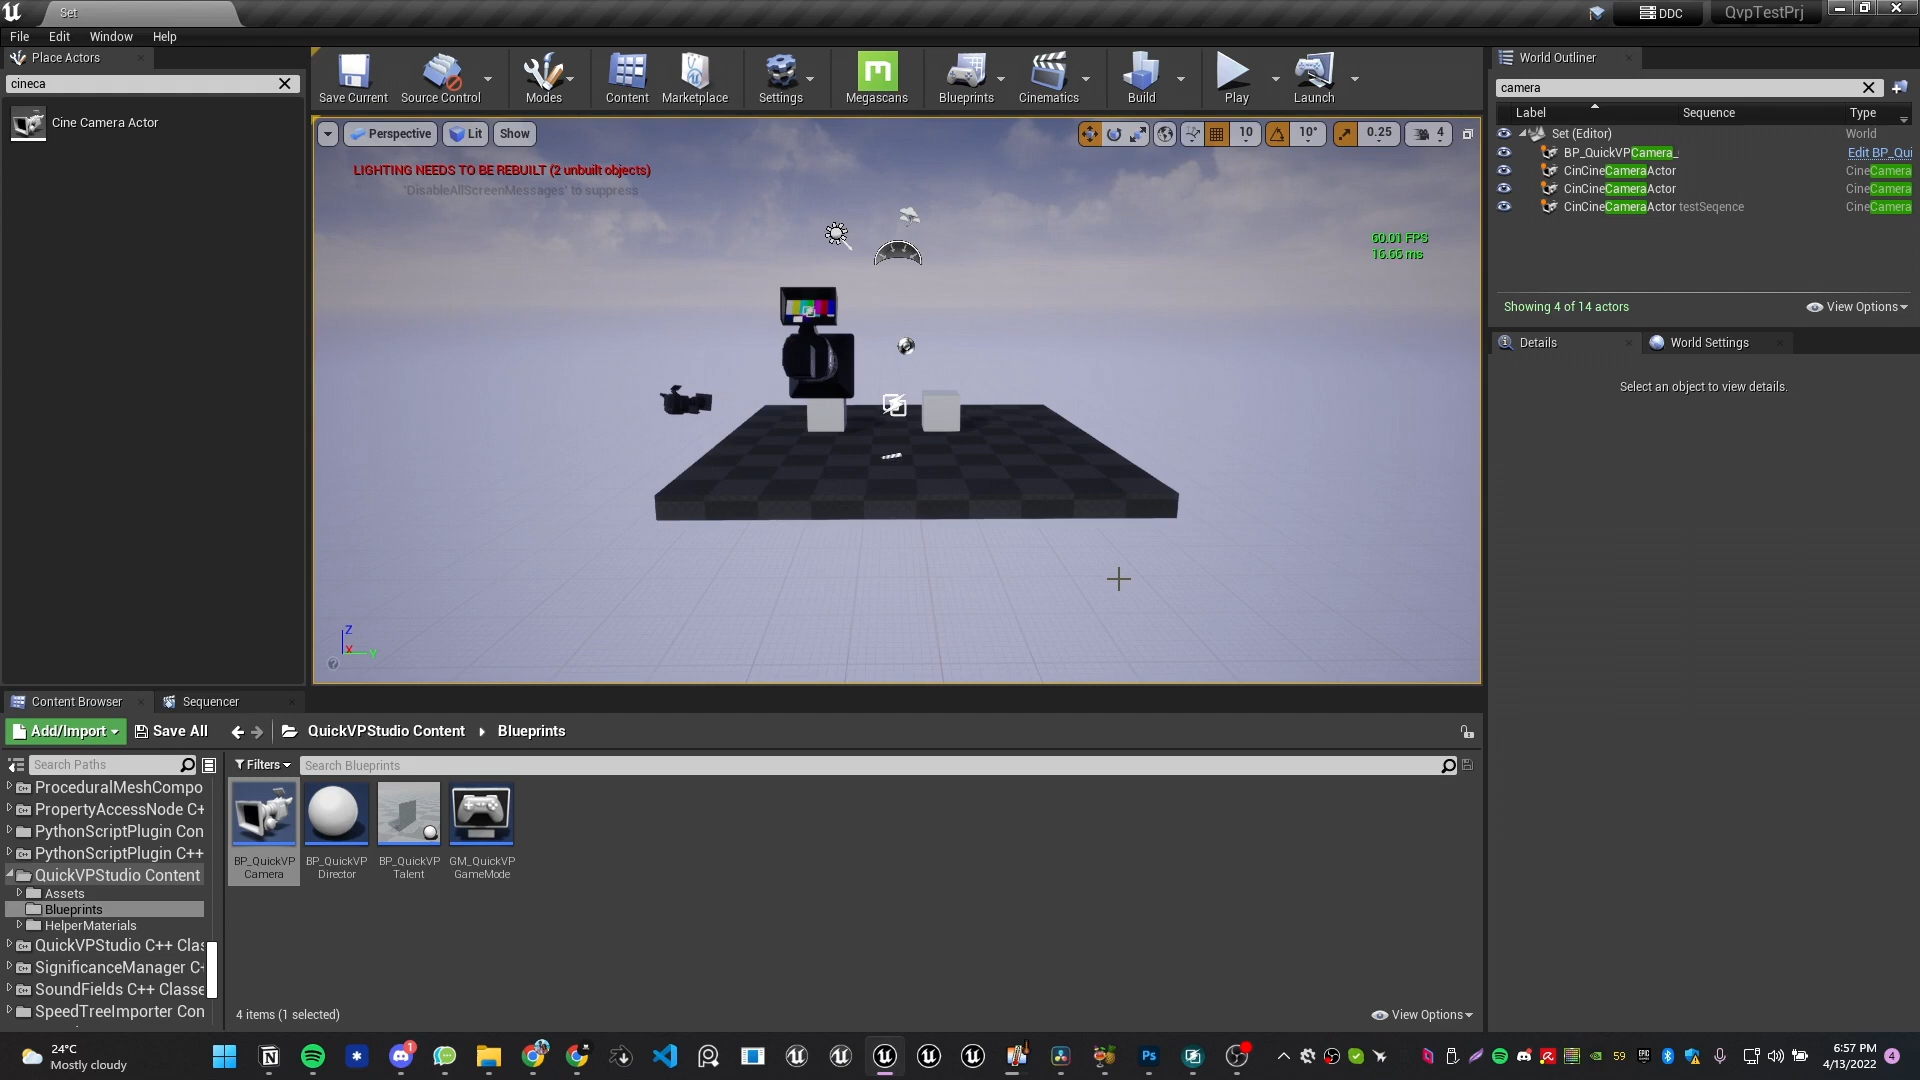 Set
DDC
QvpTestPrj
File Edit Window Help
Place Actors
cineca
Cine Camera Actor
Save Current
Source Control
Modes
Content
Marketplace
Settings
Megascans
Blueprints
Cinematics
Build
Play
Launch
Perspective
Lit
Show
10
10°
0.25
4
LIGHTING NEEDS TO BE REBUILT (2 unbuilt objects)
'DisableAllScreenMessages' to suppress
60.01 FPS
16.66 ms
Z
X
Y
World Outliner
camera
Label Sequence Type
Set (Editor) World
BP_QuickVPCamera_ Edit BP_Qui
CinCineCameraActor CineCamera
CinCineCameraActor CineCamera
CinCineCameraActor testSeqence CineCamera
Showing 4 of 14 actors
View Options
Details
World Settings
Select an object to view details.
Content Browser
Sequencer
Add/Import
Save All
QuickVPStudio Content
Blueprints
Search Paths
Filters
Search Blueprints
ProceduralMeshCompo
PropertyAccessNode C+
PythonScriptPlugin Con
PythonScriptPlugin C++
QuickVPStudio Content
Assets
Blueprints
HelperMaterials
QuickVPStudio C++ Clas
SignificanceManager C+
SoundFields C++ Classe
SpeedTreeImporter Con
BP_QuickVP
Camera
BP_QuickVP
Director
BP_QuickVP
Talent
GM_QuickVP
GameMode
4 items (1 selected)
View Options
24°C
Mostly cloudy
1
Ps
59
6:57 PM
4/13/2022
4